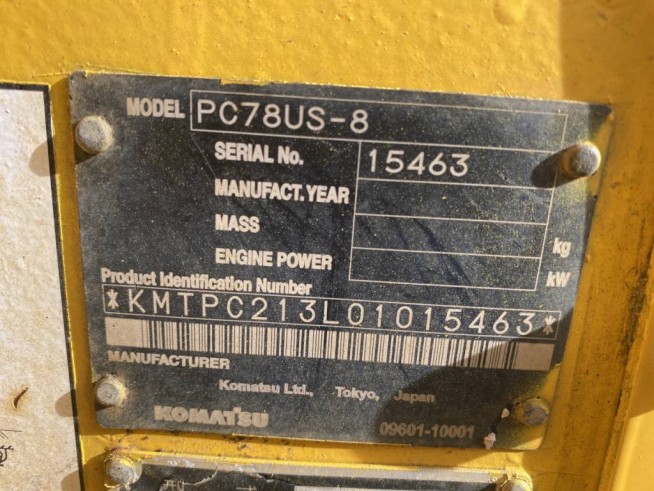 MODEL PC78US-8
SERIAL No. 15463
MANUFACT.YEAR
MASS kg
ENGINE POWER kW
Product Identification Number
*KMTPC213L01015463*
MANUFACTURER
Komatsu Ltd., Tokyo, Japan
KOMATSU 09601-10001